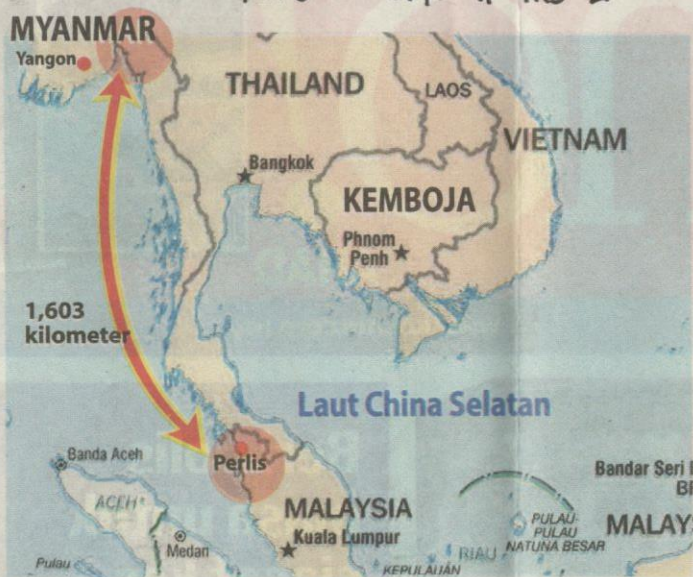 MYANMAR
Yangon
THAILAND
LAOS
VIETNAM
Bangkok
KEMBOJA
Phnom
Penh
1,603
kilometer
Laut China Selatan
Banda Aceh
Perlis
Bandar Seri
ACEH
MALAYSIA
Kuala Lumpur
Medan
Pulau
RIAU
KEPULAUAN
PULAU-
PULAU
NATUNA BESAR
MALAYS